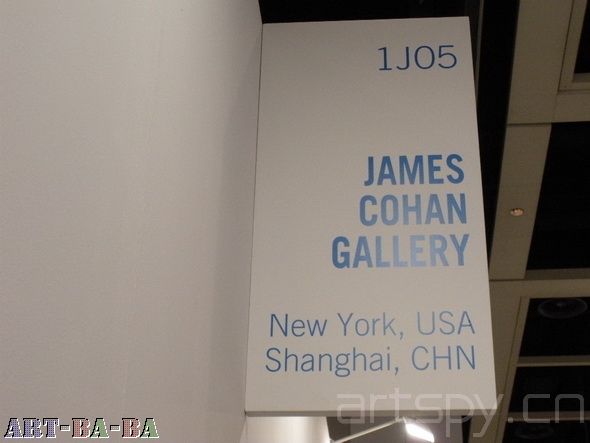 1J05
JAMES
COHAN
GALLERY
New York, USA
Shanghai, CHN
artspy.cn
ART-BA-BA